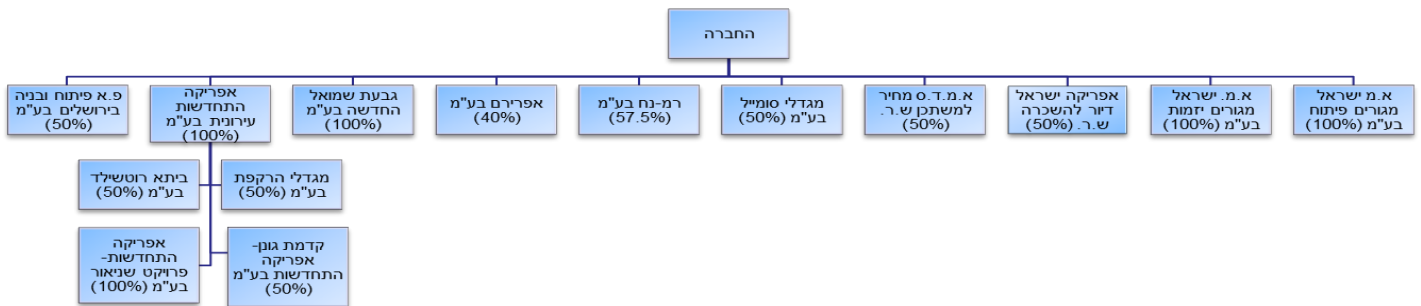 החברה
א.מ ישראל
מגורים פיתוח
בע"מ (100%)
א.מ. ישראל
מגורים יזמות
בע"מ (100%)
אפריקה ישראל
דיור להשכרה
ש.ר. (50%)
א.מ.ד.ס מחיר
למשתכן ש.ר.
(50%)
מגדלי סומייל
בע"מ (50%)
רמ-נח בע"מ
(57.5%)
אפרירם בע"מ
(40%)
גבעת שמואל
החדשה בע"מ
(100%)
אפריקה
התחדשות
עירונית בע"מ
(100%)
פ.א פיתוח ובניה
בירושלים בע"מ
(50%)
מגדלי הרקפת
בע"מ (50%)
ביתא רוטשילד
בע"מ (50%)
קדמת גונן-
אפריקה
התחדשות בע"מ
(50%)
אפריקה
התחדשות-
פרויקט שניאור
בע"מ (100%)